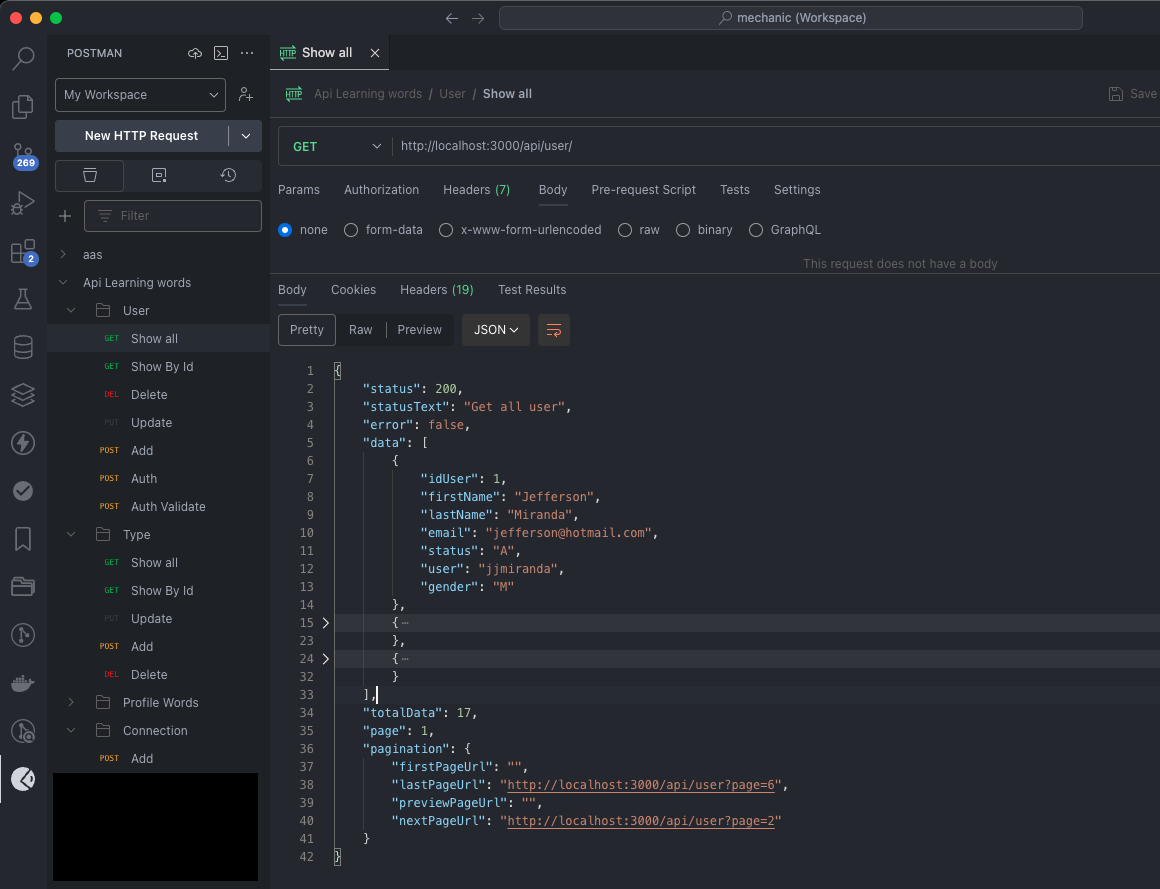 mechanic (Workspace)
POSTMAN
My Workspace
New HTTP Request
269
2
Filter
aas
Api Learning words
User
GET Show all
GET Show By Id
DEL Delete
PUT Update
POST Add
POST Auth
POST Auth Validate
Type
GET Show all
GET Show By Id
PUT Update
POST Add
DEL Delete
Profile Words
Connection
POST Add
HTTP Show all
HTTP Api Learning words / User / Show all
Save
GET http://localhost:3000/api/user/
Params Authorization Headers (7) Body Pre-request Script Tests Settings
none form-data x-www-form-urlencoded raw binary GraphQL
This request does not have a body
Body Cookies Headers (19) Test Results
Pretty Raw Preview JSON
1 {
2 "status": 200,
3 "statusText": "Get all user",
4 "error": false,
5 "data": [
6 {
7 "idUser": 1,
8 "firstName": "Jefferson",
9 "lastName": "Miranda",
10 "email": "jefferson@hotmail.com",
11 "status": "A",
12 "user": "jjmiranda",
13 "gender": "M"
14 },
15 {⋯
23 },
24 {⋯
32 }
33 ],
34 "totalData": 17,
35 "page": 1,
36 "pagination": {
37 "firstPageUrl": "",
38 "lastPageUrl": "http://localhost:3000/api/user?page=6",
39 "previewPageUrl": "",
40 "nextPageUrl": "http://localhost:3000/api/user?page=2"
41 }
42 }